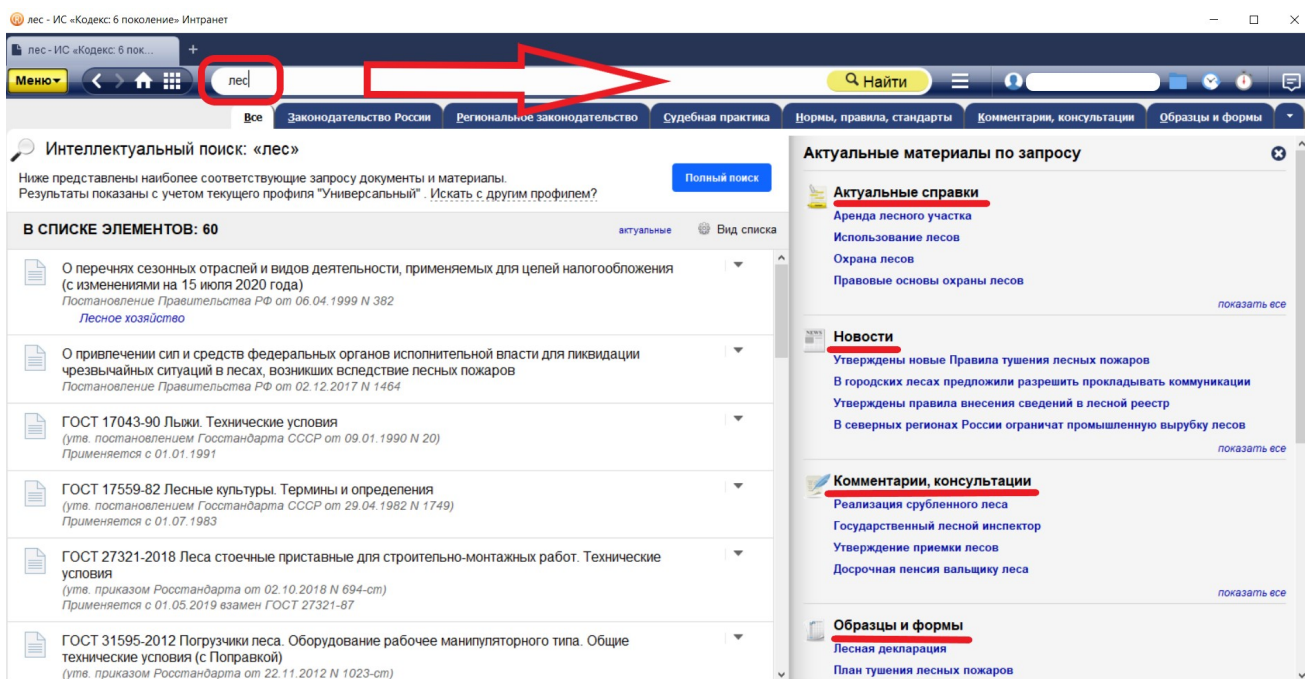 лес - ИС «Кодекс: 6 поколение» Интранет
лес - ИС «Кодекс: 6 пок...
Меню
лес
Найти
Все
Законодательство России
Региональное законодательство
Судебная практика
Нормы, правила, стандарты
Комментарии, консультации
Образцы и формы
Интеллектуальный поиск: «лес»
Ниже представлены наиболее соответствующие запросу документы и материалы.
Результаты показаны с учетом текущего профиля "Универсальный" . Искать с другим профилем?
Полный поиск
В СПИСКЕ ЭЛЕМЕНТОВ: 60
актуальные
Вид списка
О перечнях сезонных отраслей и видов деятельности, применяемых для целей налогообложения
(с изменениями на 15 июля 2020 года)
Постановление Правительства РФ от 06.04.1999 N 382
Лесное хозяйство
О привлечении сил и средств федеральных органов исполнительной власти для ликвидации
чрезвычайных ситуаций в лесах, возникших вследствие лесных пожаров
Постановление Правительства РФ от 02.12.2017 N 1464
ГОСТ 17043-90 Лыжи. Технические условия
(утв. постановлением Госстандарта СССР от 09.01.1990 N 20)
Применяется с 01.01.1991
ГОСТ 17559-82 Лесные культуры. Термины и определения
(утв. постановлением Госстандарта СССР от 29.04.1982 N 1749)
Применяется с 01.07.1983
ГОСТ 27321-2018 Леса стоечные приставные для строительно-монтажных работ. Технические
условия
(утв. приказом Росстандарта от 02.10.2018 N 694-ст)
Применяется с 01.05.2019 взамен ГОСТ 27321-87
ГОСТ 31595-2012 Погрузчики леса. Оборудование рабочее манипуляторного типа. Общие
технические условия (с Поправкой)
(утв. приказом Росстандарта от 22.11.2012 N 1023-ст)
Актуальные материалы по запросу
Актуальные справки
Аренда лесного участка
Использование лесов
Охрана лесов
Правовые основы охраны лесов
показать все
NEWS
Новости
Утверждены новые Правила тушения лесных пожаров
В городских лесах предложили разрешить прокладывать коммуникации
Утверждены правила внесения сведений в лесной реестр
В северных регионах России ограничат промышленную вырубку лесов
показать все
Комментарии, консультации
Реализация срубленного леса
Государственный лесной инспектор
Утверждение приемки лесов
Досрочная пенсия вальщику леса
показать все
Образцы и формы
Лесная декларация
План тушения лесных пожаров